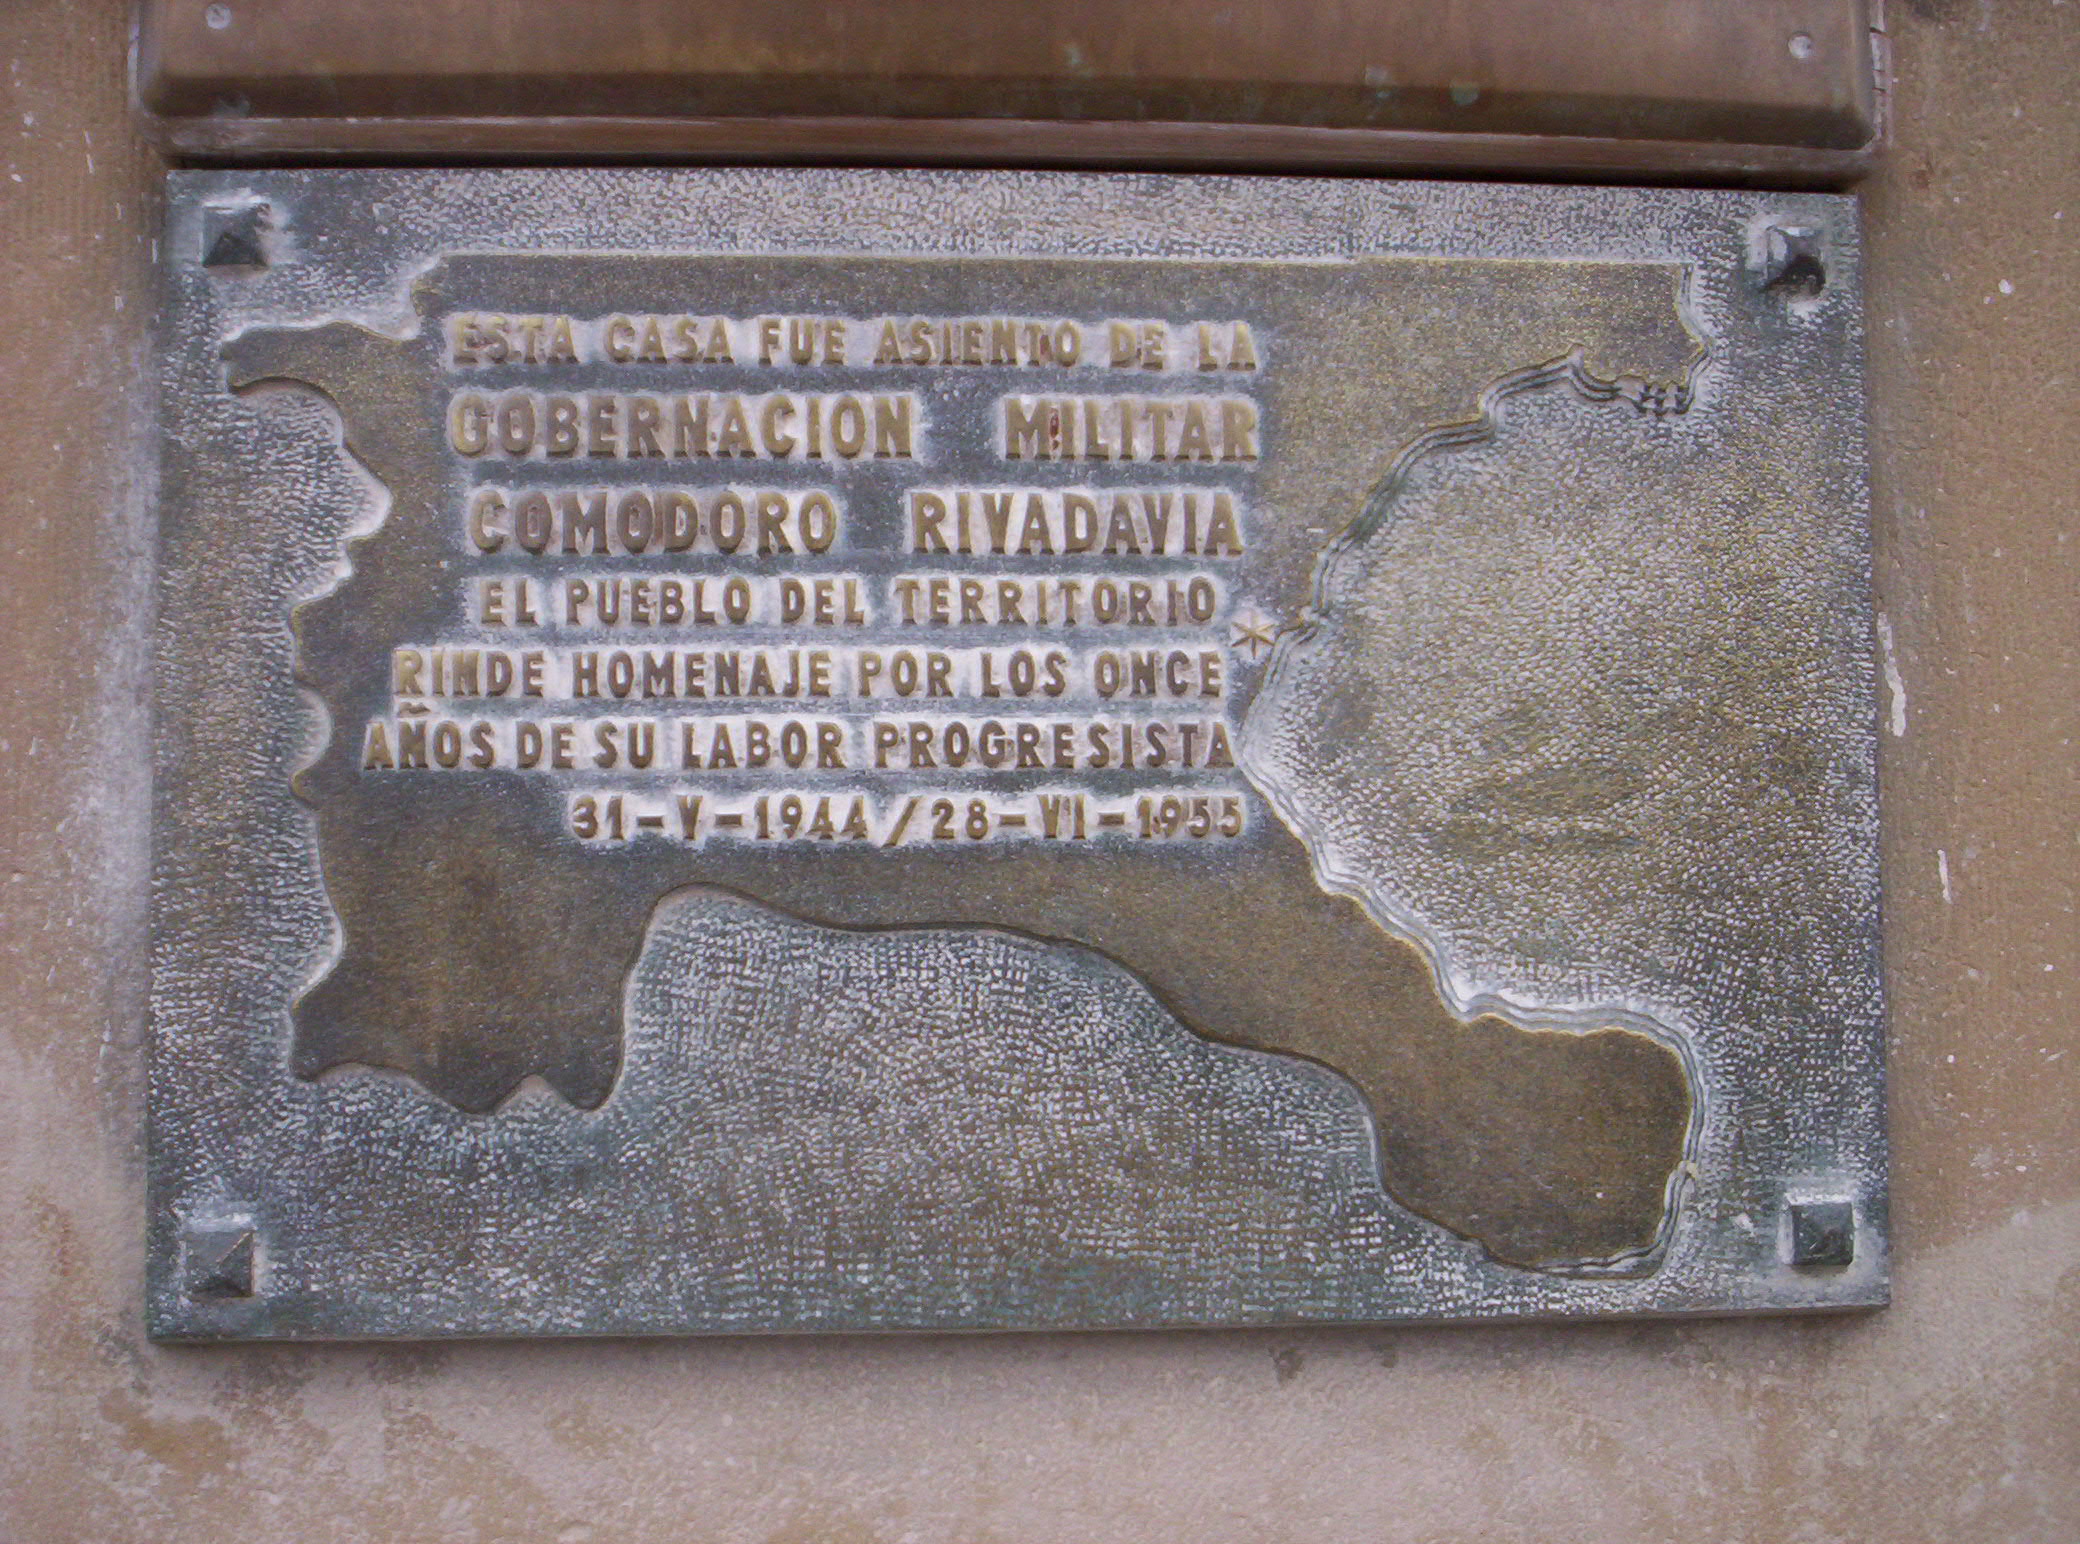 ESTA CASA FUE ASIENTO DE LA
GOBERNACION MILITAR
COMODORO RIVADAVIA
EL PUEBLO DEL TERRITORIO
RINDE HOMENAJE POR LOS ONCE
AÑOS DE SU LABOR PROGRESISTA
31-V-1944/28-VI-1955